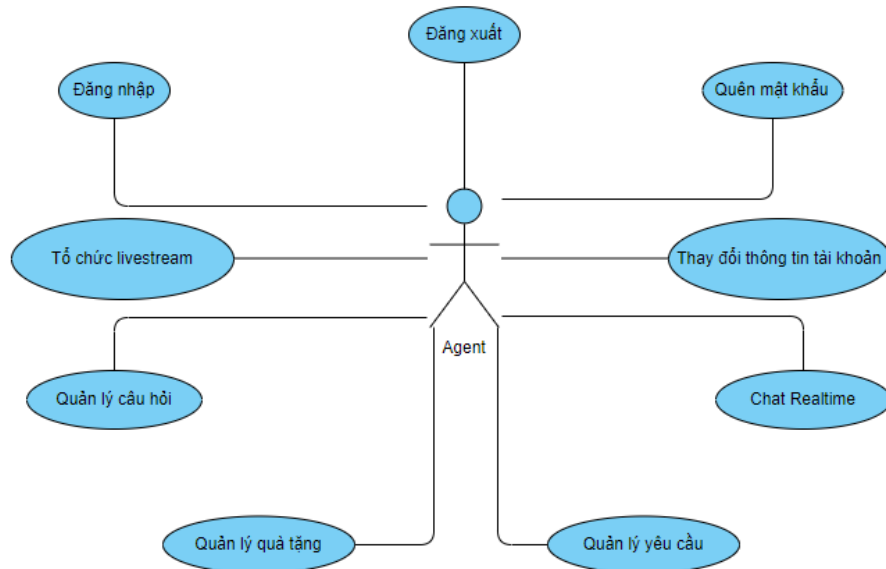 Đăng xuất
Đăng nhập
Quên mật khẩu
Tổ chức livestream
Thay đổi thông tin tài khoản
Agent
Quản lý câu hỏi
Chat Realtime
Quản lý quà tặng
Quản lý yêu cầu